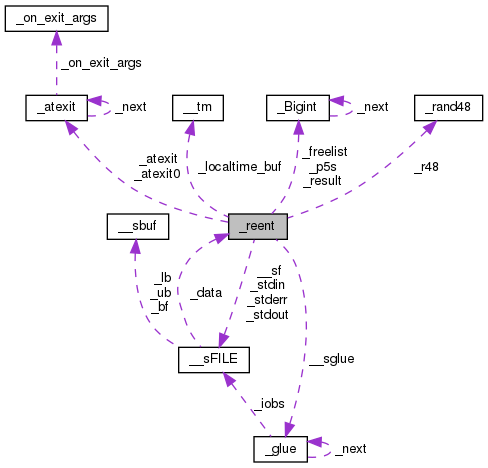 _on_exit_args
_on_exit_args
_atexit
_next
__tm
_Bigint
_next
_rand48
_atexit
_atexit0
_localtime_buf
_freelist
_p5s
_result
_r48
__sbuf
_reent
_lb
_ub
_bf
_data
__sf
_stdin
_stderr
_stdout
__sFILE
__sglue
_iobs
_glue
_next